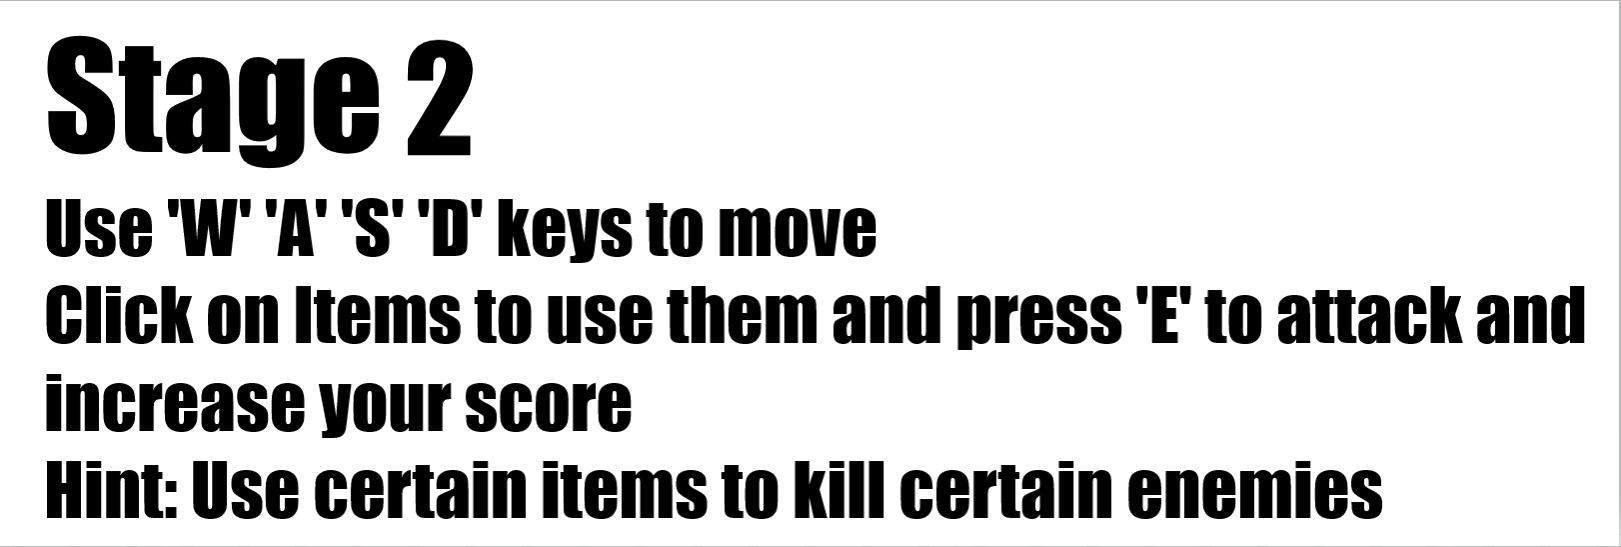 Stage 2
Use 'W' 'A' 'S' 'D' keys to move
Click on Items to use them and press 'E' to attack and
increase your score
Hint: Use certain items to kill certain enemies